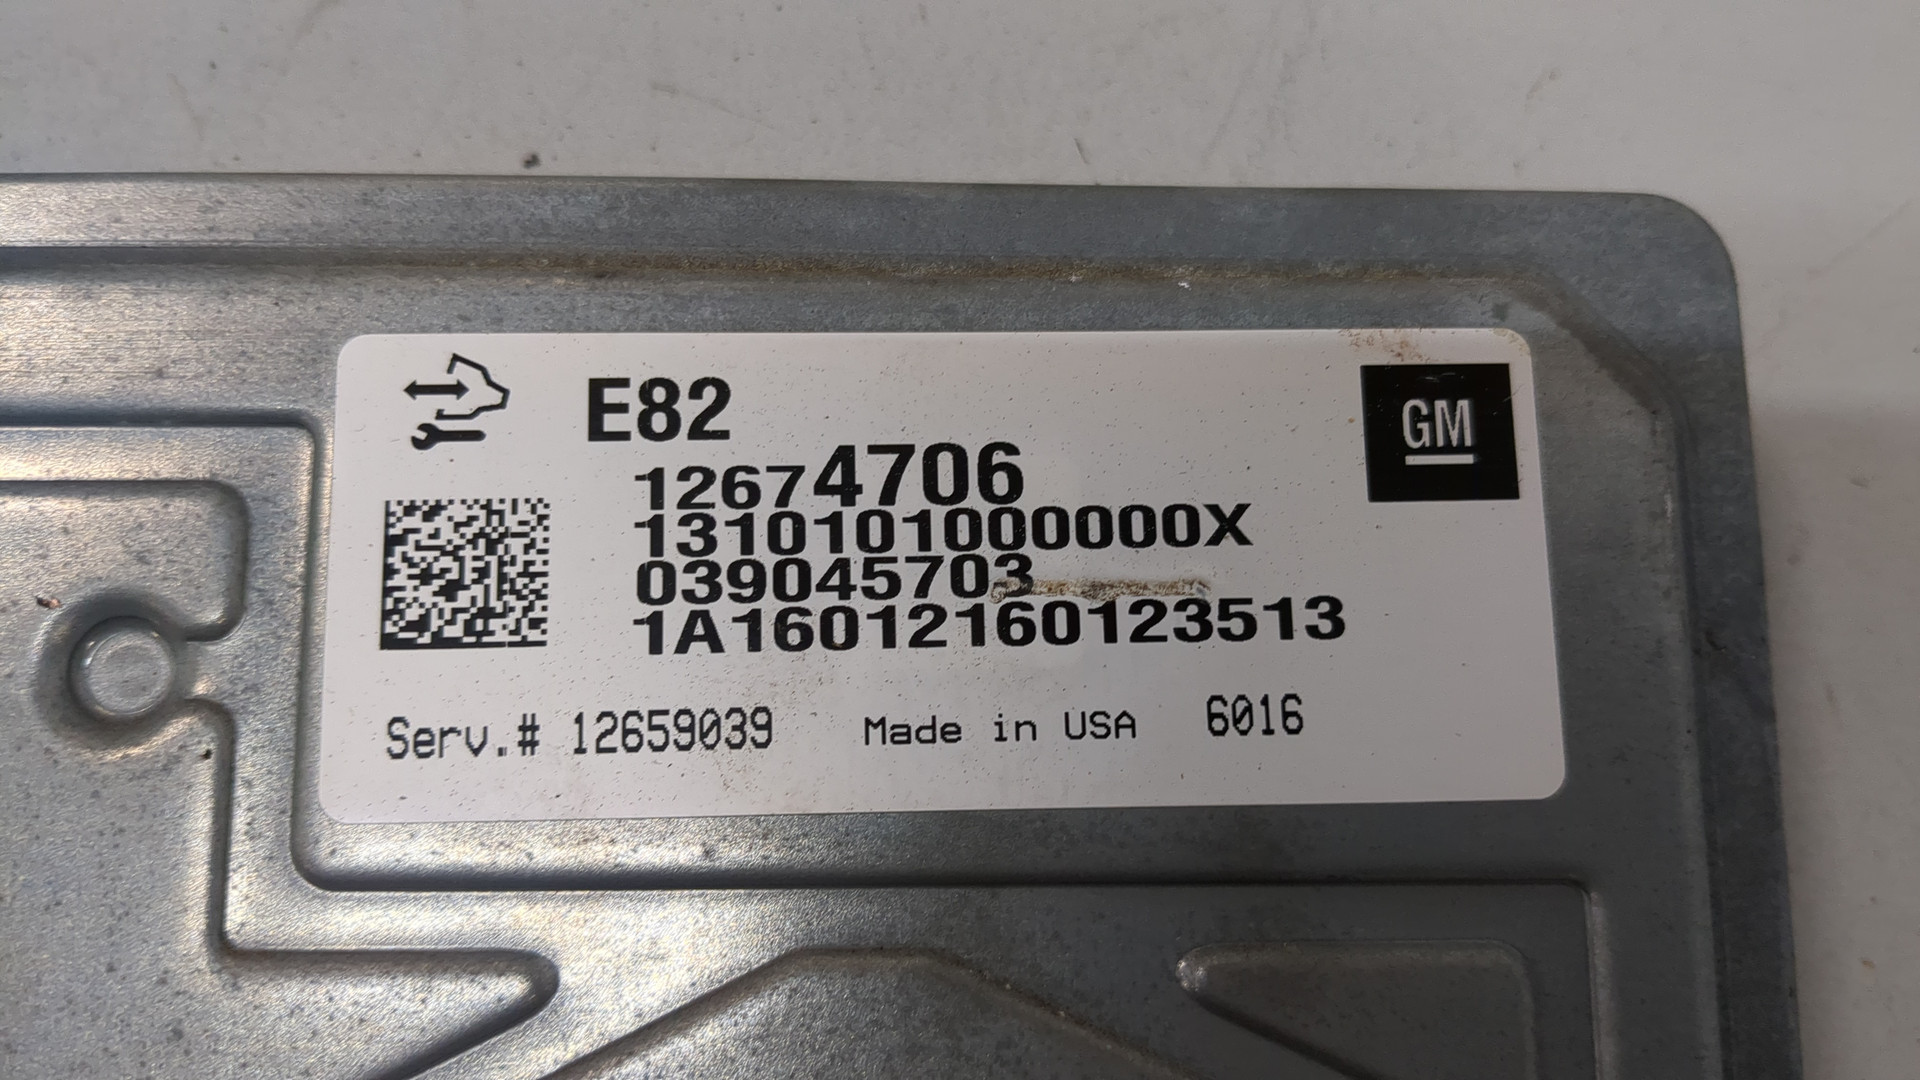 E82
GM
12674706
1310101000000X
039045703
1A16012160123513
Serv.# 12659039 Made in USA 6016